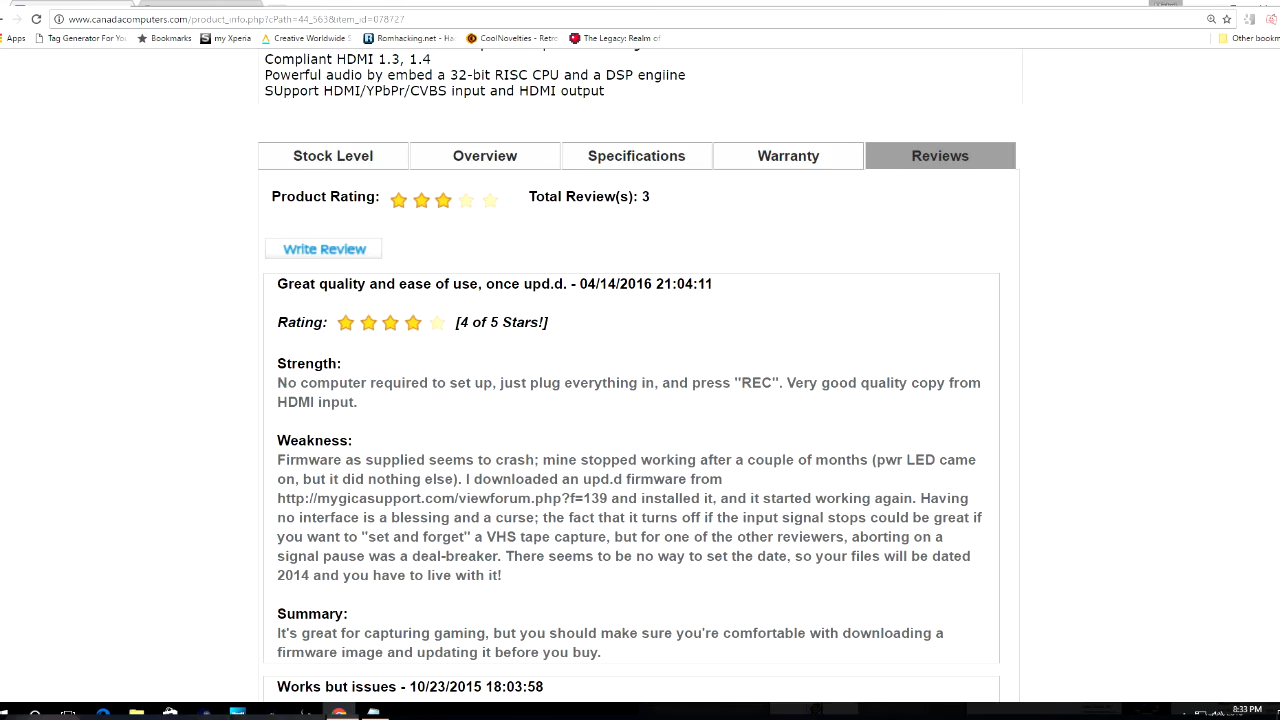 www.canadacomputers.com/product_info.php?cPath=44_563&item_id=078727
Apps Tag Generator For Yo Bookmarks my Xperia Creative Worldwide S Romhacking.net - Ha CoolNovelties - Retro The Legacy: Realm of Other bookm
Compliant HDMI 1.3, 1.4
Powerful audio by embed a 32-bit RISC CPU and a DSP engiine
SUpport HDMI/YPbPr/CVBS input and HDMI output
Stock Level Overview Specifications Warranty Reviews
Product Rating: Total Review(s): 3
Write Review
Great quality and ease of use, once upd.d. - 04/14/2016 21:04:11
Rating: [4 of 5 Stars!]
Strength:
No computer required to set up, just plug everything in, and press "REC". Very good quality copy from
HDMI input.
Weakness:
Firmware as supplied seems to crash; mine stopped working after a couple of months (pwr LED came
on, but it did nothing else). I downloaded an upd.d firmware from
http://mygicasupport.com/viewforum.php?f=139 and installed it, and it started working again. Having
no interface is a blessing and a curse; the fact that it turns off if the input signal stops could be great if
you want to "set and forget" a VHS tape capture, but for one of the other reviewers, aborting on a
signal pause was a deal-breaker. There seems to be no way to set the date, so your files will be dated
2014 and you have to live with it!
Summary:
It's great for capturing gaming, but you should make sure you're comfortable with downloading a
firmware image and updating it before you buy.
Works but issues - 10/23/2015 18:03:58
8:33 PM